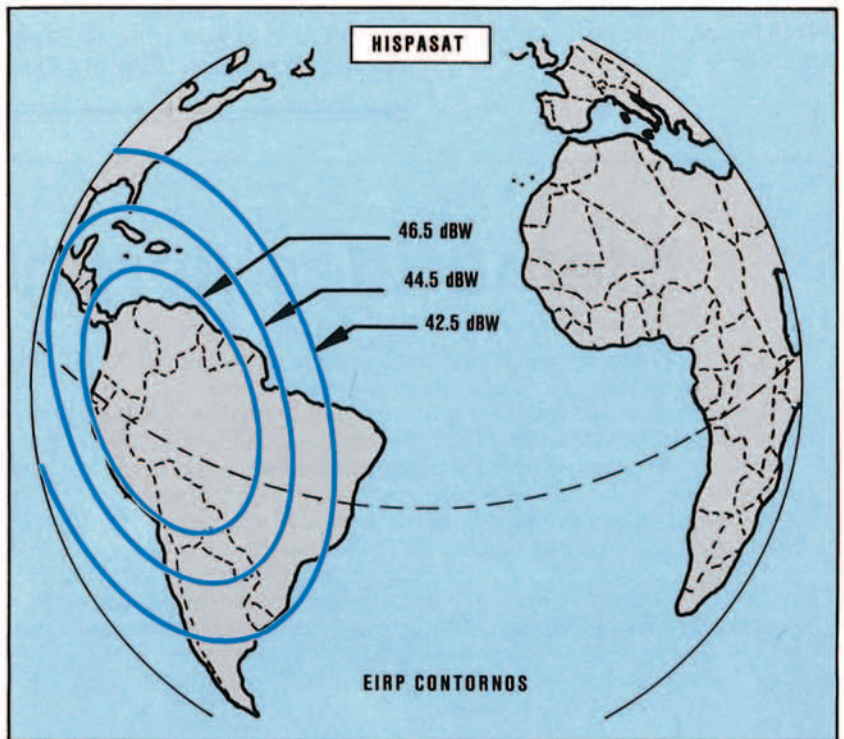 HISPASAT
46.5 dBW
44.5 dBW
42.5 dBW
EIRP CONTORNOS